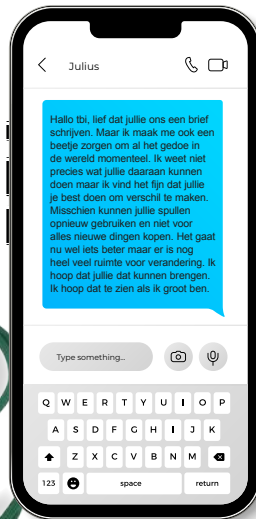 Julius
Hallo tbi, lief dat jullie ons een brief
schrijven. Maar ik maak me ook een
beetje zorgen om al het gedoe in
de wereld momenteel. Ik weet niet
precies wat jullie daaraan kunnen
doen maar ik vind het fijn dat jullie
je best doen om verschil te maken.
Misschien kunnen jullie spullen
opnieuw gebruiken en niet voor
alles nieuwe dingen kopen. Het gaat
nu wel iets beter maar er is nog
heel veel ruimte voor verandering. Ik
hoop dat jullie dat kunnen brengen.
Ik hoop dat te zien als ik groot ben.
Type something...
Q W E R T Y U I O P
A S D F G H I J K
Z X C V B N M
123 space return